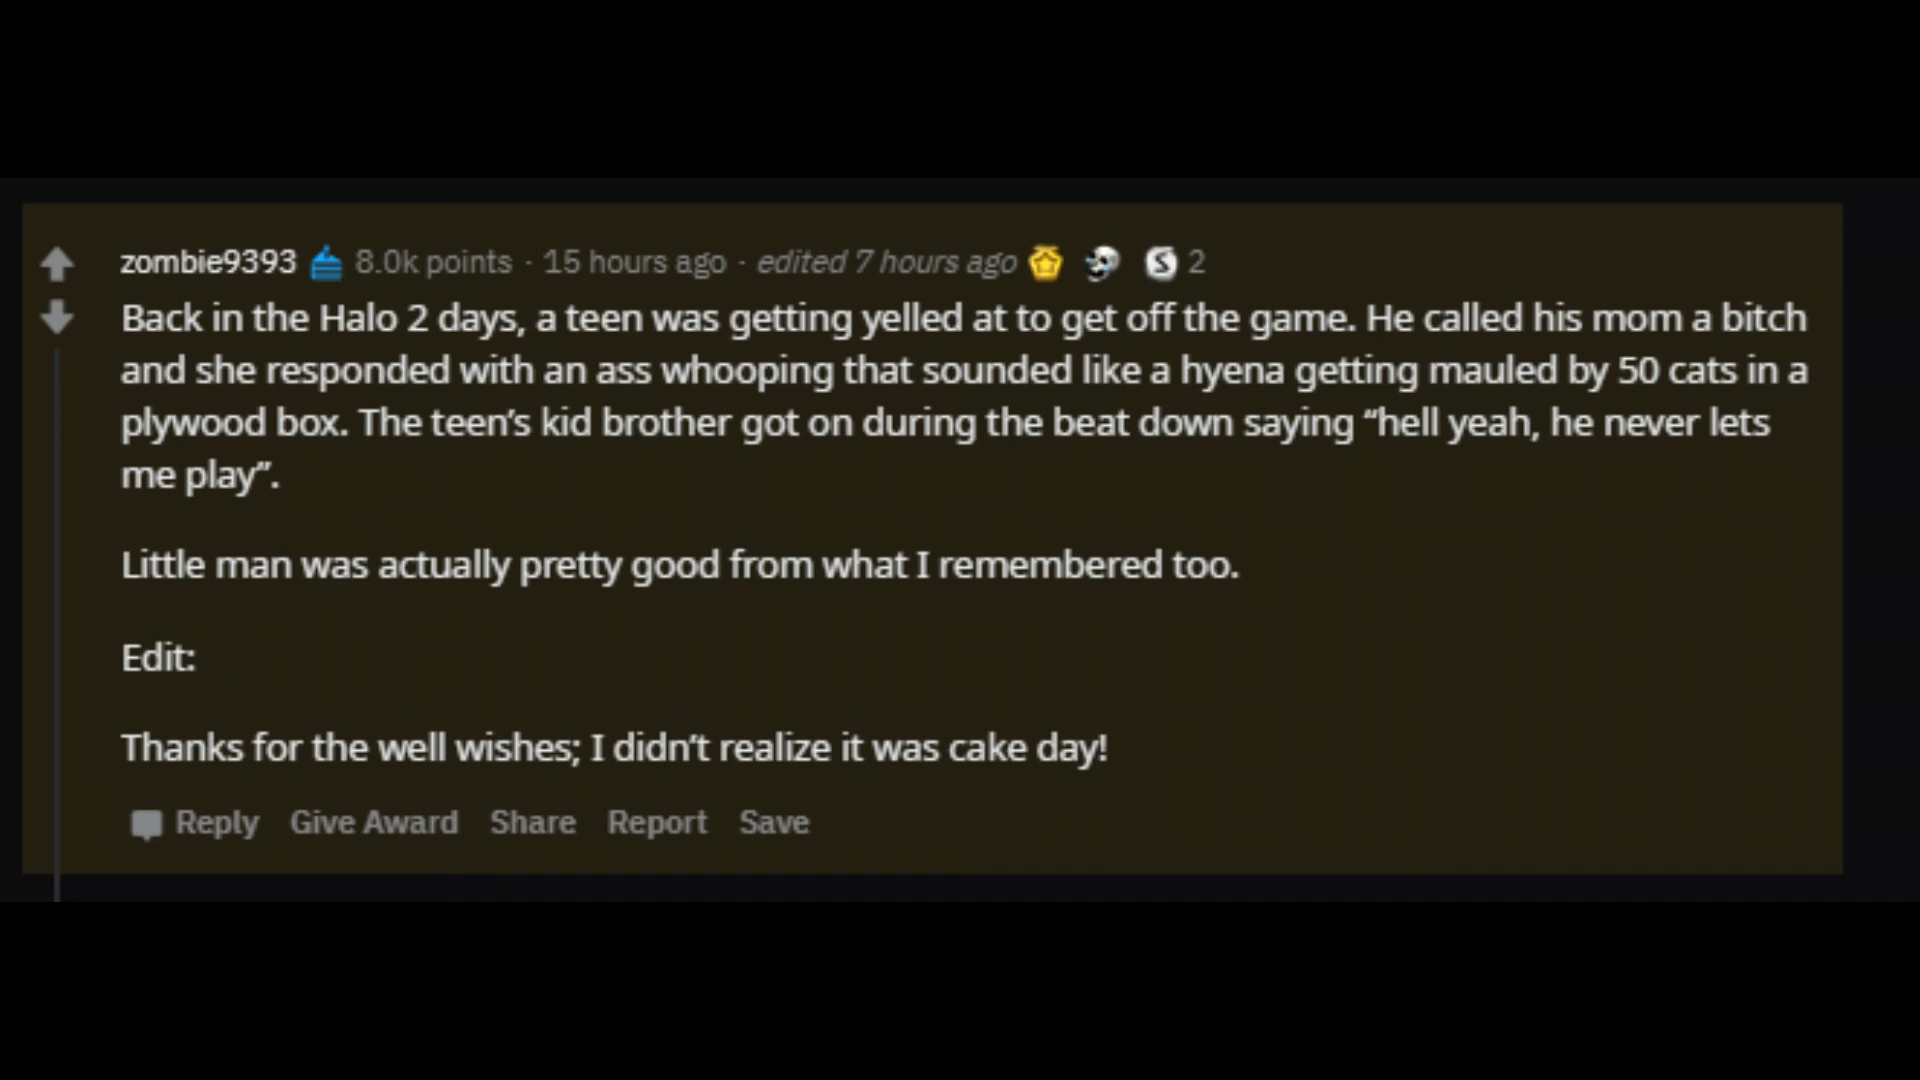 zombie9393 8.0k points · 15 hours ago · edited 7 hours ago S 2
Back in the Halo 2 days, a teen was getting yelled at to get off the game. He called his mom a bitch
and she responded with an ass whooping that sounded like a hyena getting mauled by 50 cats in a
plywood box. The teen’s kid brother got on during the beat down saying “hell yeah, he never lets
me play”.
Little man was actually pretty good from what I remembered too.
Edit:
Thanks for the well wishes; I didn’t realize it was cake day!
Reply Give Award Share Report Save